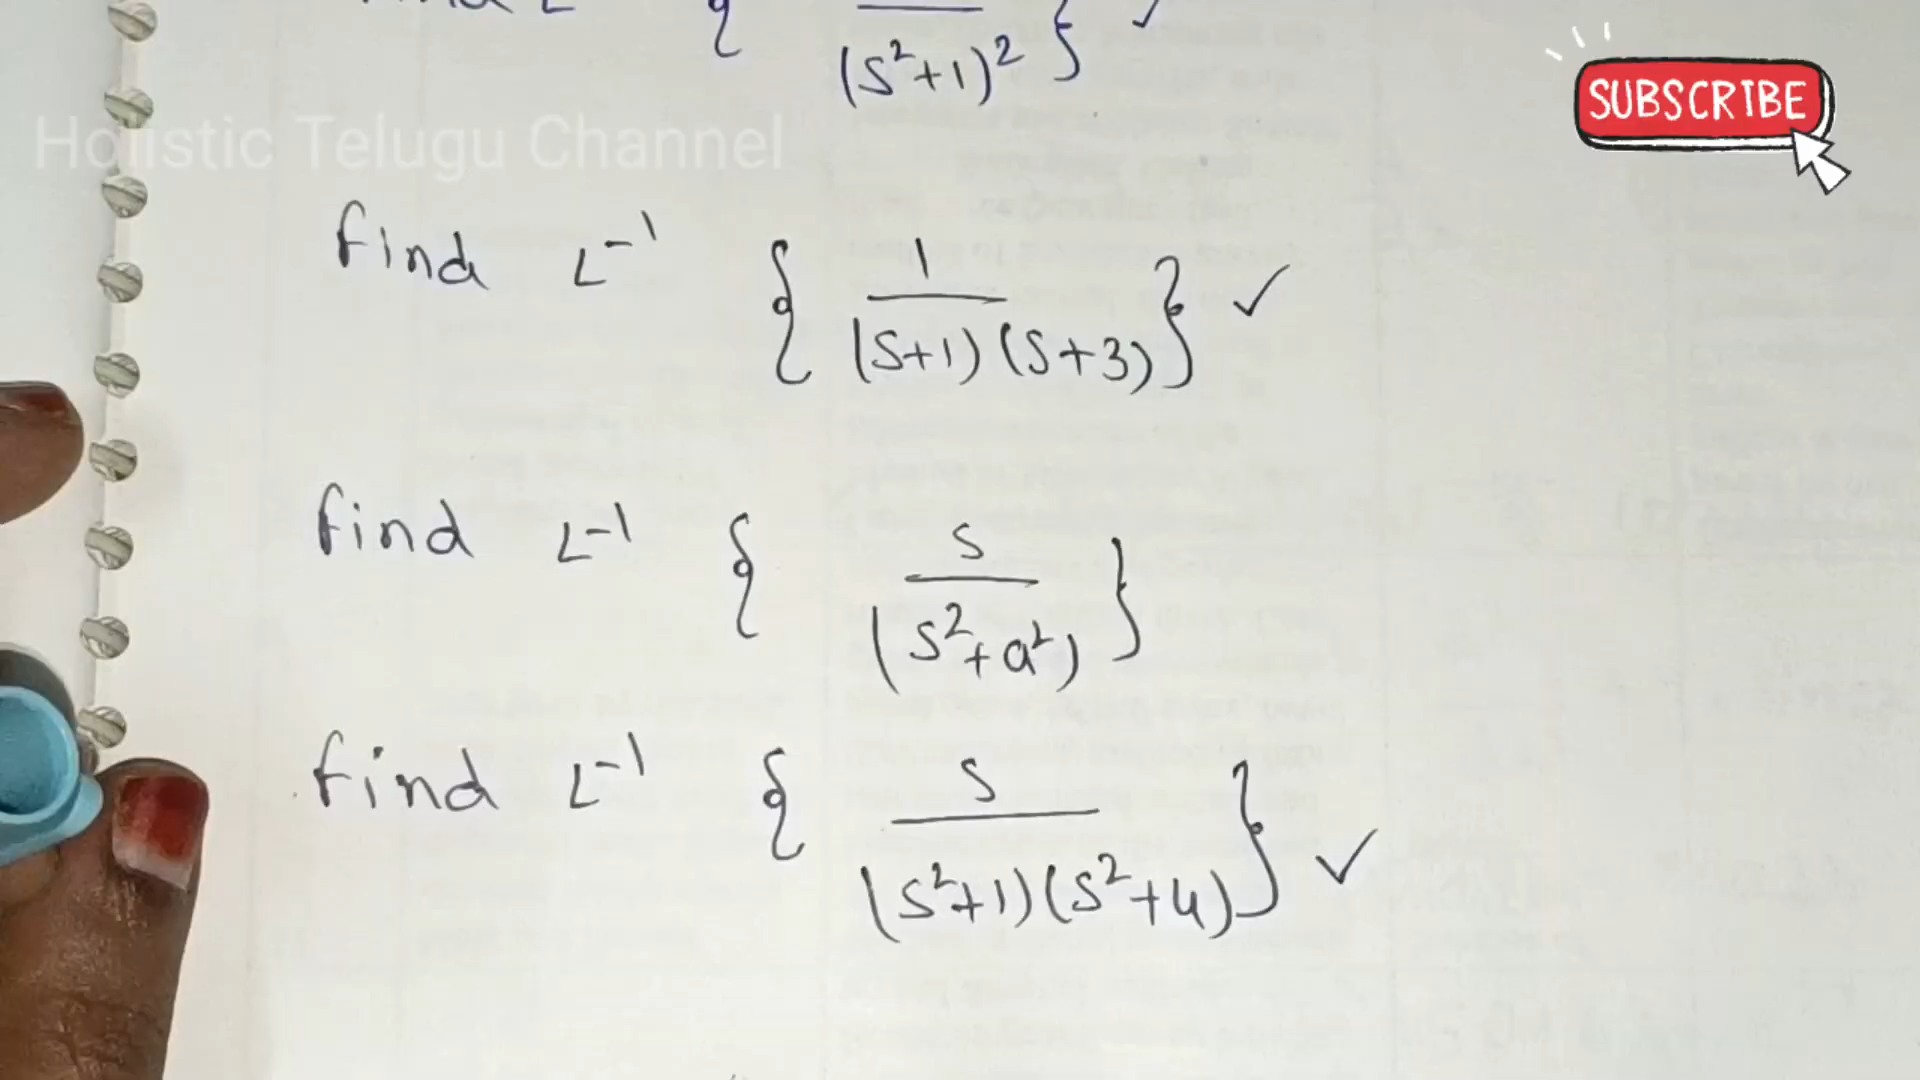 (s²+1)²
SUBSCRIBE
Holistic Telugu Channel
find L⁻¹ { 1 / (s+1)(s+3) } ✓
find L⁻¹ { s / (s²+a²) }
find L⁻¹ { s / (s²+1)(s²+4) } ✓